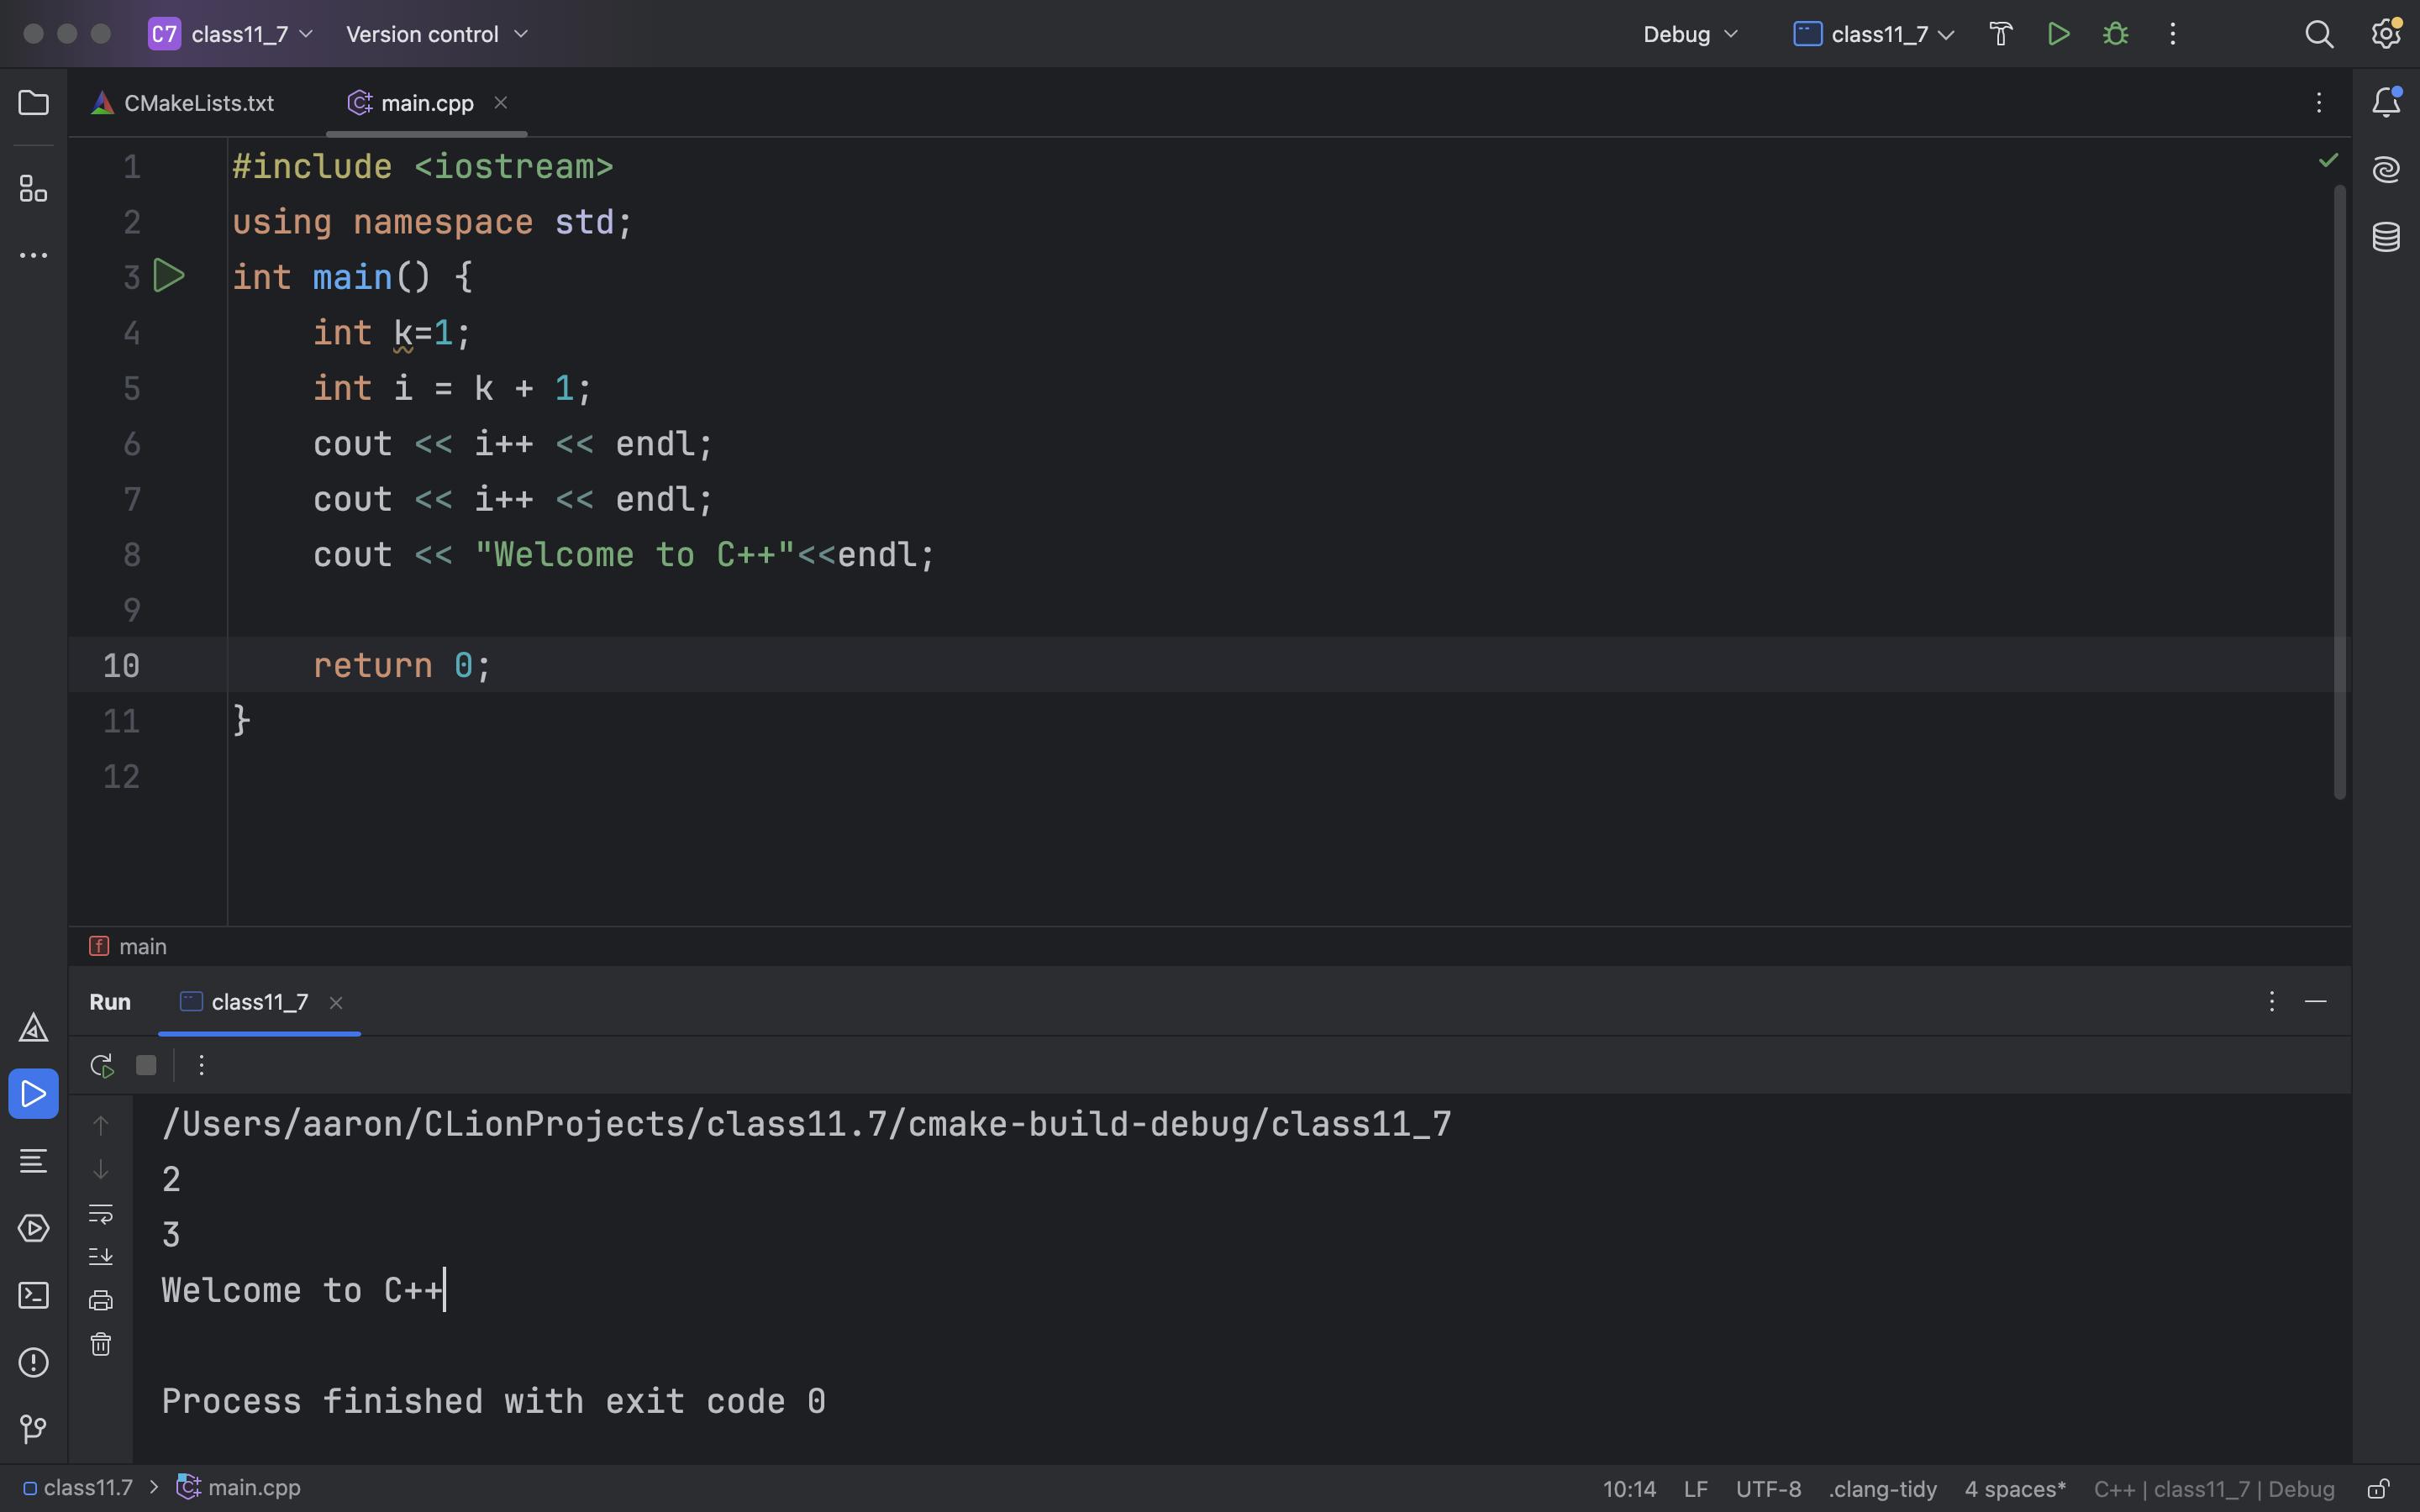 C7 class11_7 Version control Debug class11_7
CMakeLists.txt main.cpp
1 #include <iostream>
2 using namespace std;
3 int main() {
4 int k=1;
5 int i = k + 1;
6 cout << i++ << endl;
7 cout << i++ << endl;
8 cout << "Welcome to C++"<<endl;
9
10 return 0;
11 }
12
f main
Run class11_7
/Users/aaron/CLionProjects/class11.7/cmake-build-debug/class11_7
2
3
Welcome to C++
Process finished with exit code 0
class11.7 > main.cpp 10:14 LF UTF-8 .clang-tidy 4 spaces* C++ | class11_7 | Debug